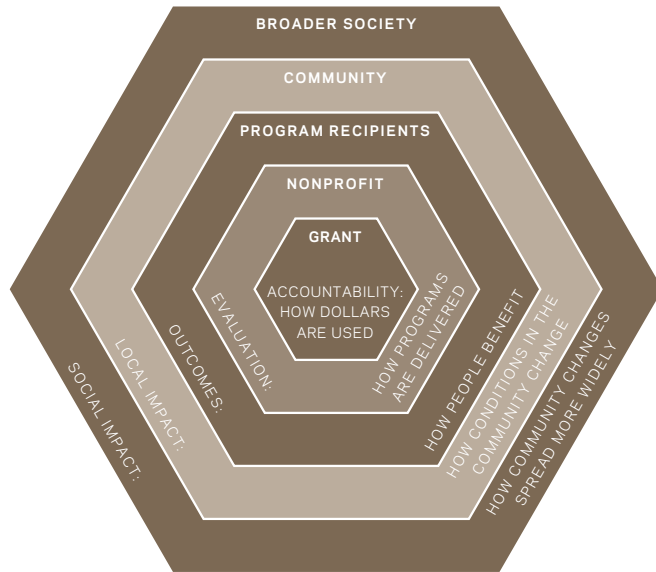 BROADER SOCIETY
COMMUNITY
PROGRAM RECIPIENTS
NONPROFIT
GRANT
ACCOUNTABILITY:
HOW DOLLARS
ARE USED
EVALUATION:
HOW PROGRAMS
ARE DELIVERED
OUTCOMES:
HOW PEOPLE BENEFIT
LOCAL IMPACT:
HOW CONDITIONS IN THE
COMMUNITY CHANGE
SOCIAL IMPACT:
HOW COMMUNITY CHANGES
SPREAD MORE WIDELY